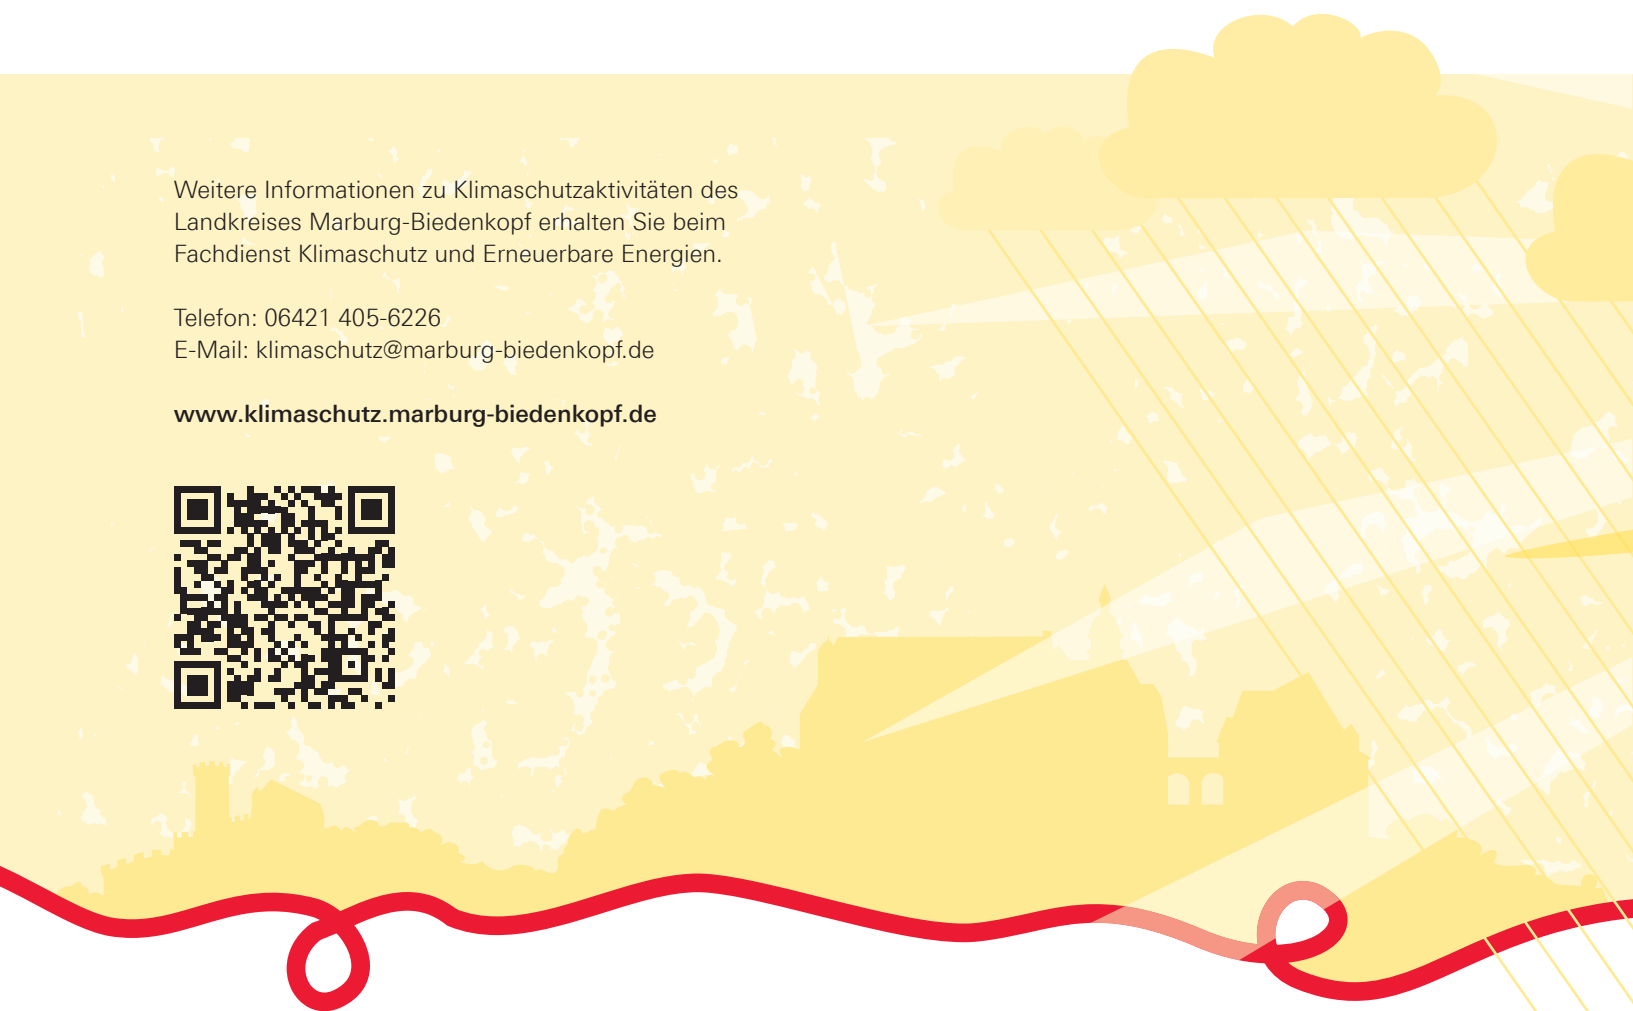 Weitere Informationen zu Klimaschutzaktivitäten des
Landkreises Marburg-Biedenkopf erhalten Sie beim
Fachdienst Klimaschutz und Erneuerbare Energien.
Telefon: 06421 405-6226
E-Mail: klimaschutz@marburg-biedenkopf.de
www.klimaschutz.marburg-biedenkopf.de